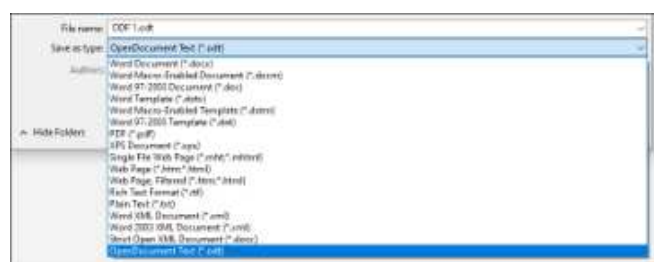 File name: ODF 1.odt
Save as type: OpenDocument Text (*.odt)
Authors:
Word Document (*.docx)
Word Macro-Enabled Document (*.docm)
Word 97-2003 Document (*.doc)
Word Template (*.dotx)
Word Macro-Enabled Template (*.dotm)
Word 97-2003 Template (*.dot)
PDF (*.pdf)
XPS Document (*.xps)
Single File Web Page (*.mht;*.mhtml)
Web Page (*.htm;*.html)
Web Page, Filtered (*.htm;*.html)
Rich Text Format (*.rtf)
Plain Text (*.txt)
Word XML Document (*.xml)
Word 2003 XML Document (*.xml)
Strict Open XML Document (*.docx)
OpenDocument Text (*.odt)
Hide Folders